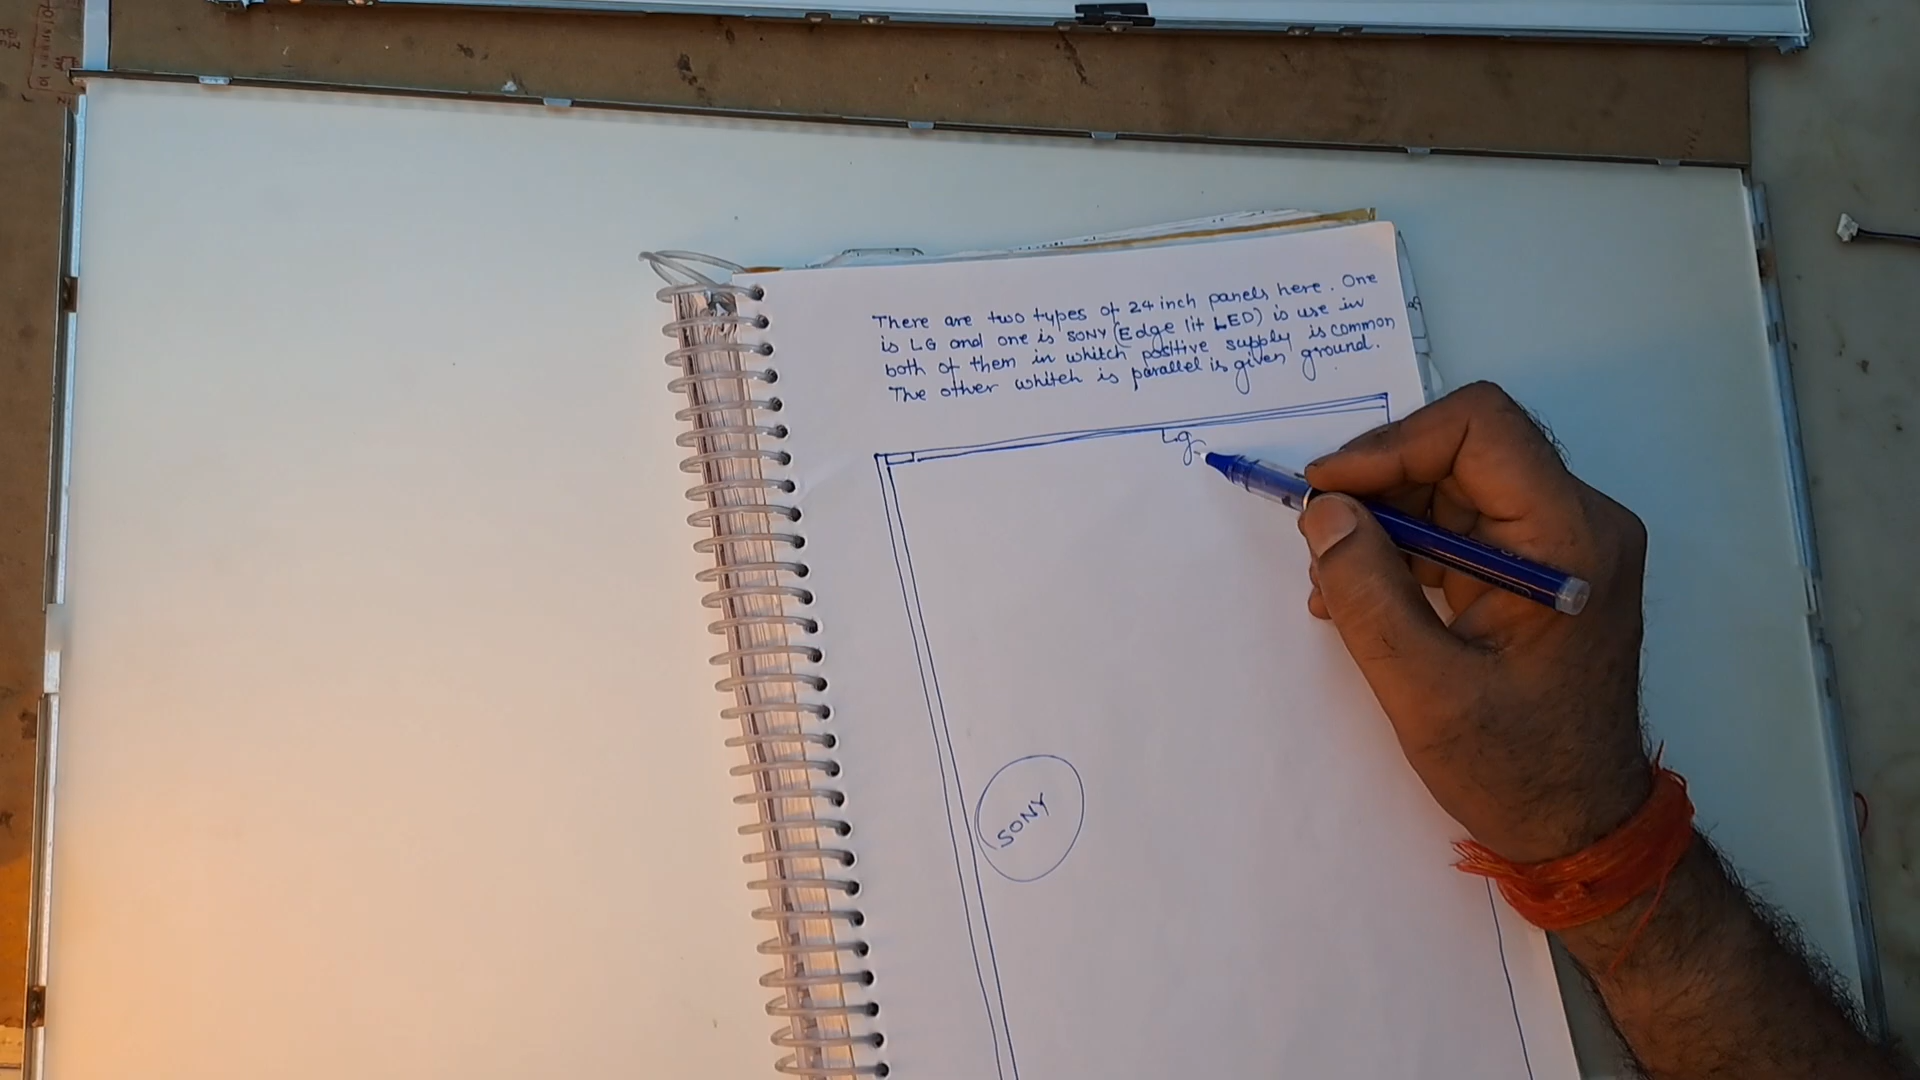 There are two types of 24 inch panels here. One
is LG and one is SONY (Edge lit LED) is use in
both of them in whitch positive supply is common
The other whitch is parallel is given ground.
Lg
SONY